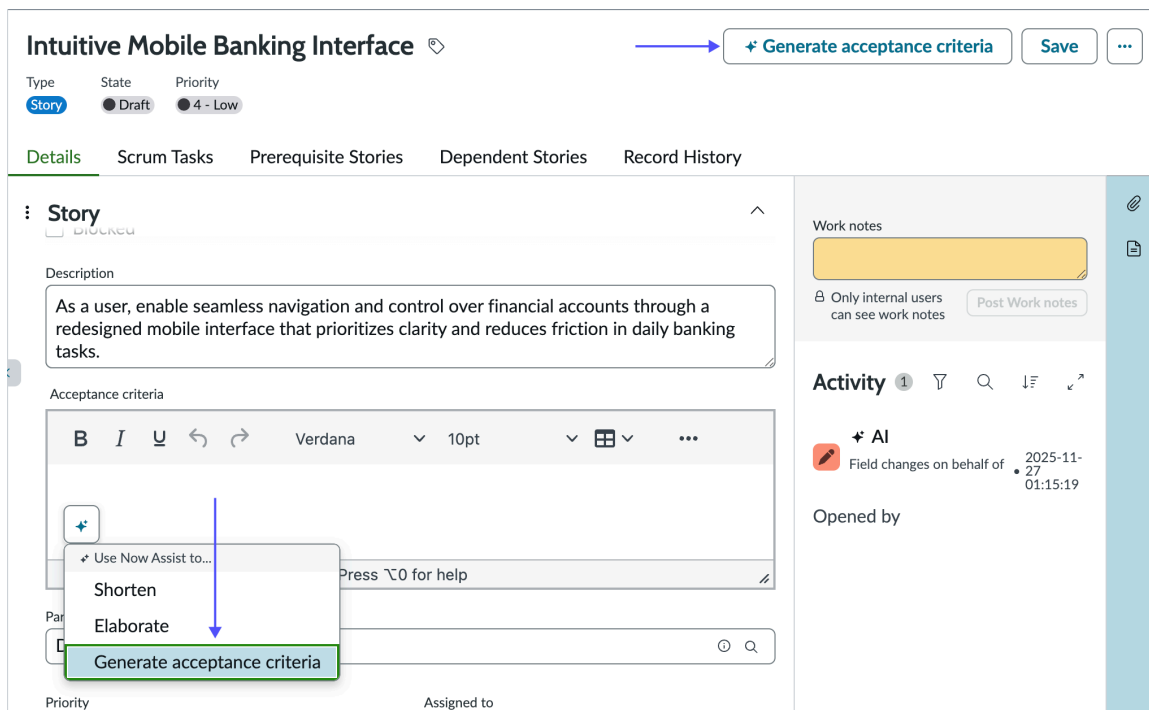 Intuitive Mobile Banking Interface
Generate acceptance criteria
Save
Type
State
Priority
Story
Draft
4 - Low
Details
Scrum Tasks
Prerequisite Stories
Dependent Stories
Record History
Story
Blocked
Description
As a user, enable seamless navigation and control over financial accounts through a
redesigned mobile interface that prioritizes clarity and reduces friction in daily banking
tasks.
Acceptance criteria
B I U
Verdana
10pt
Use Now Assist to...
Press ⌥0 for help
Shorten
Elaborate
Generate acceptance criteria
Priority
Assigned to
Work notes
Only internal users
can see work notes
Post Work notes
Activity 1
AI
Field changes on behalf of
• 2025-11-
27
01:15:19
Opened by